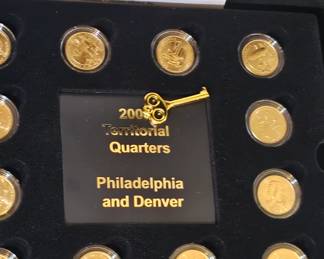 Territorial
Quarters
Philadelphia
and Denver